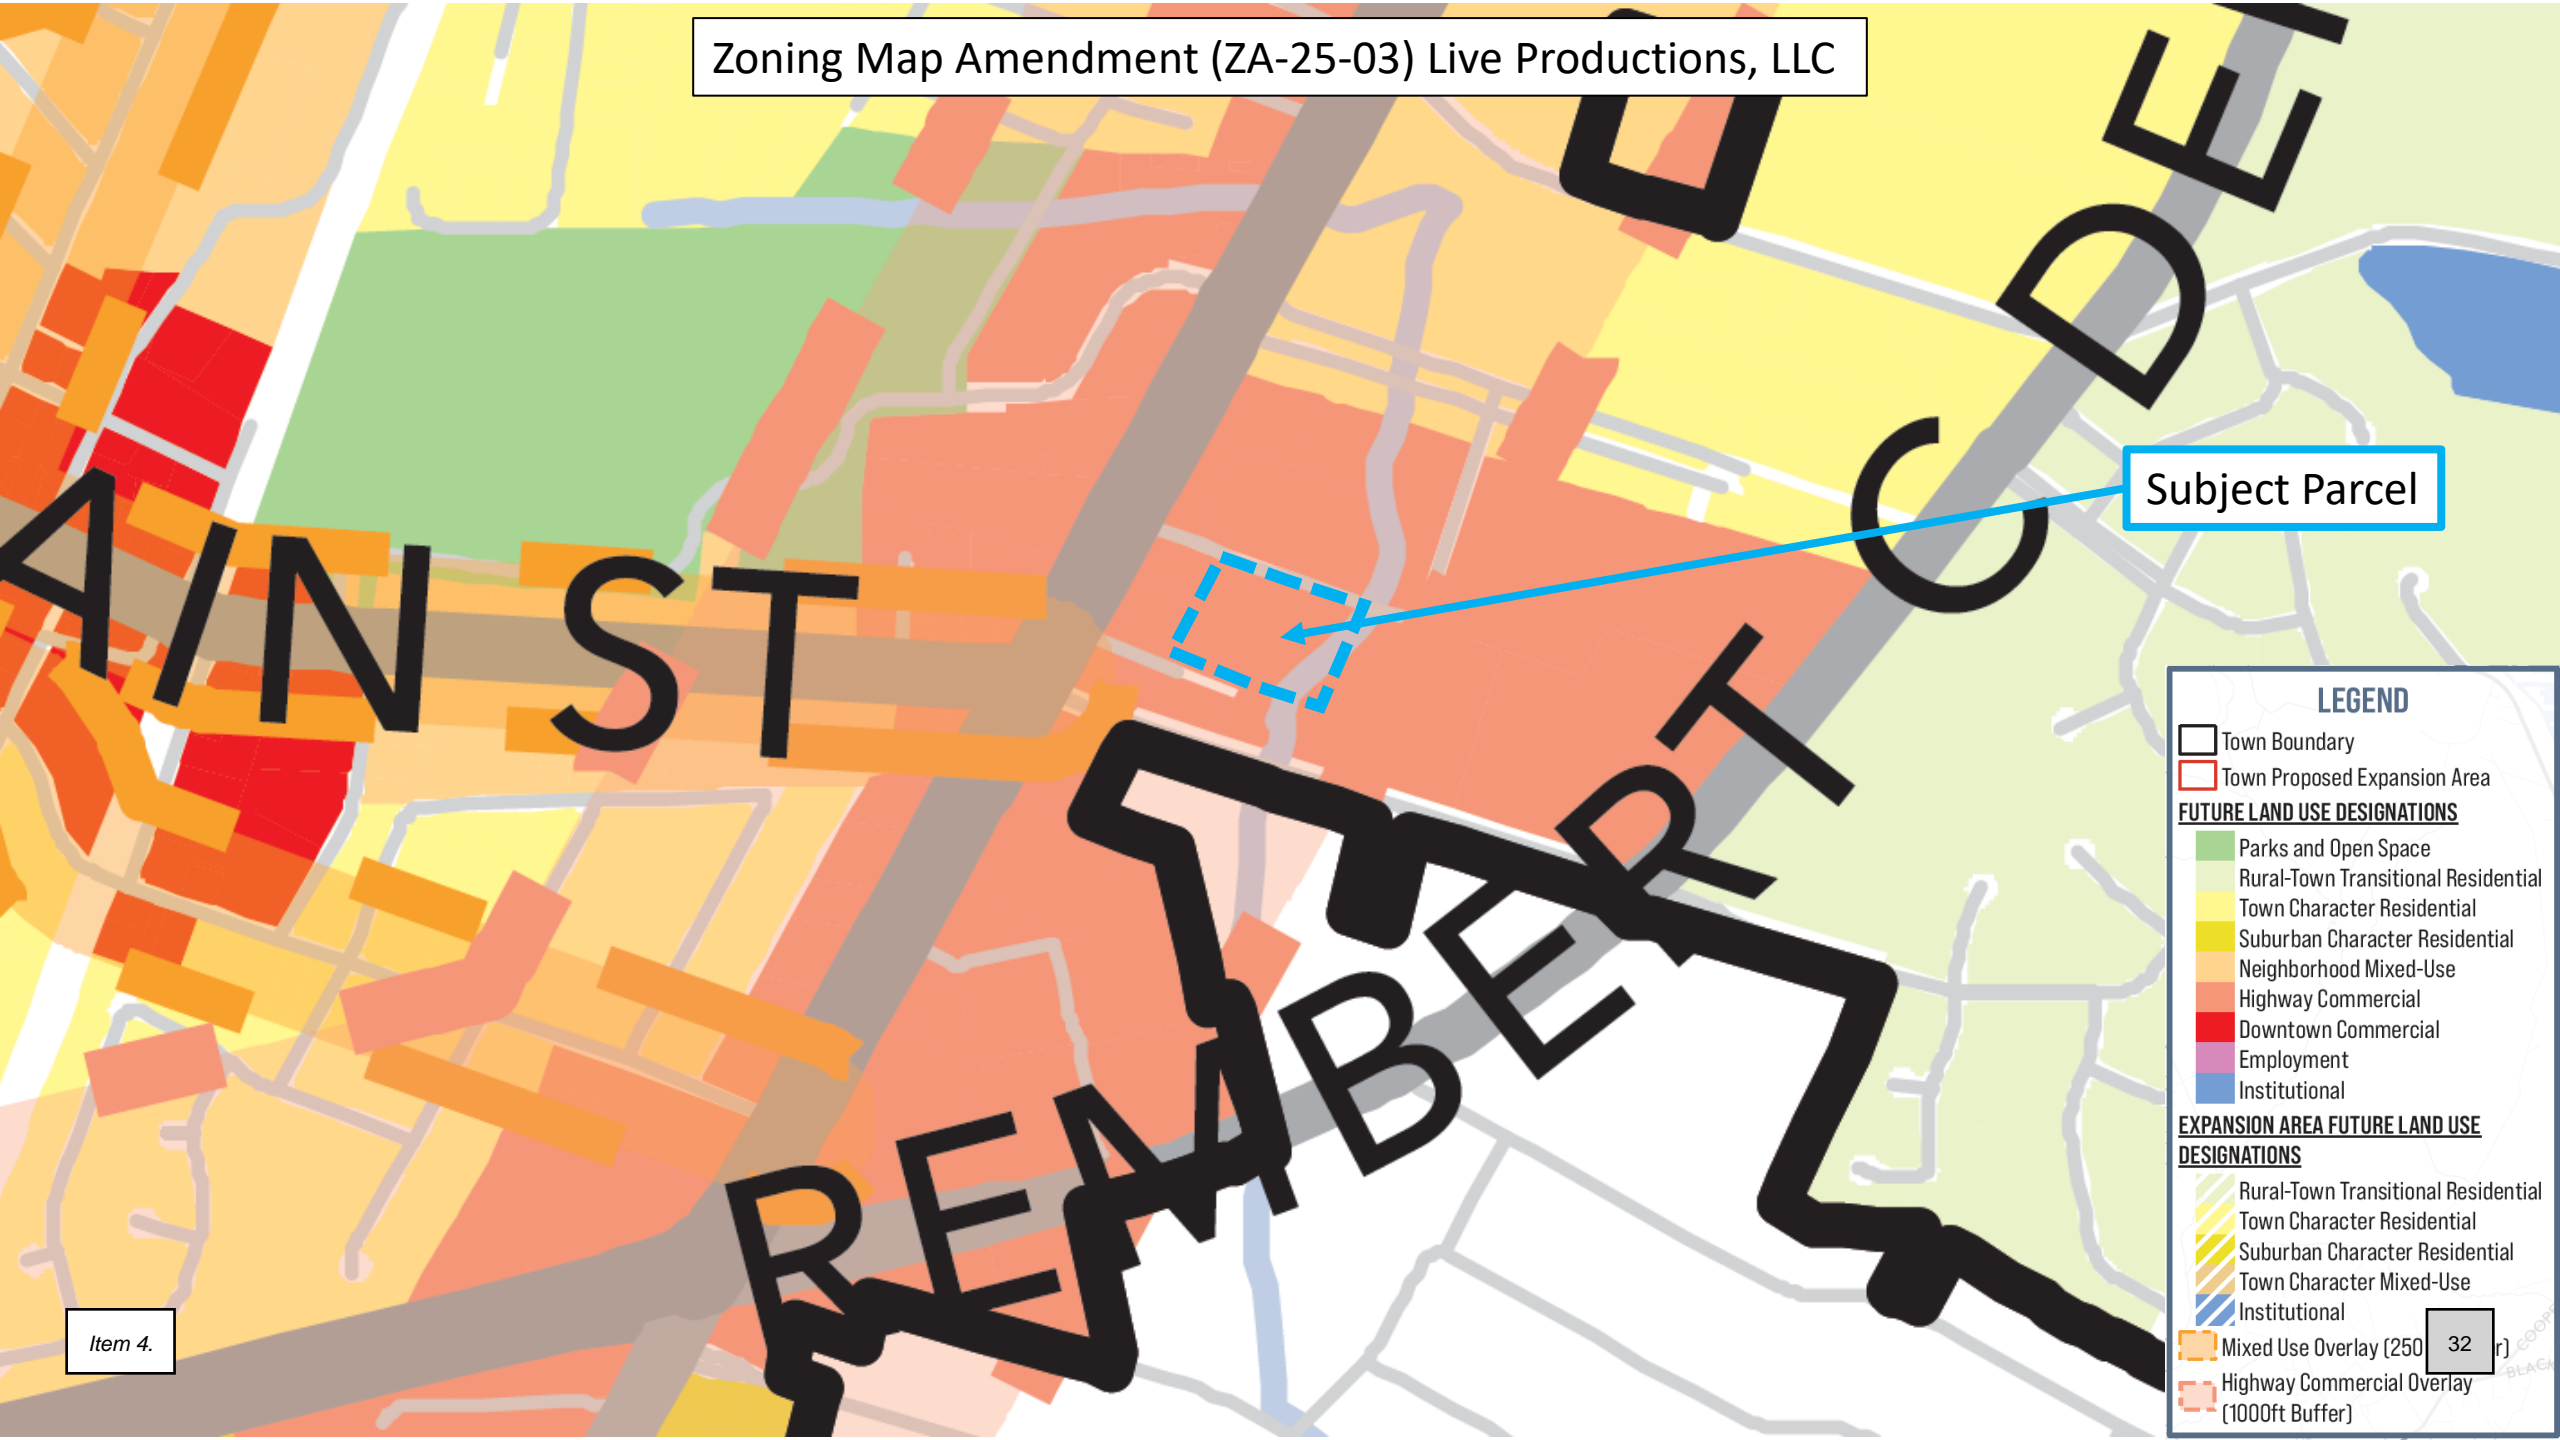 Zoning Map Amendment (ZA-25-03) Live Productions, LLC
DE
CT
Subject Parcel
AIN ST
REMBERT
LEGEND
Town Boundary
Town Proposed Expansion Area
FUTURE LAND USE DESIGNATIONS
Parks and Open Space
Rural-Town Transitional Residential
Town Character Residential
Suburban Character Residential
Neighborhood Mixed-Use
Highway Commercial
Downtown Commercial
Employment
Institutional
EXPANSION AREA FUTURE LAND USE
DESIGNATIONS
Rural-Town Transitional Residential
Town Character Residential
Suburban Character Residential
Town Character Mixed-Use
Institutional
Mixed Use Overlay (250 r)
Highway Commercial Overlay
(1000ft Buffer)
COOPE
BLACK
Item 4.
32